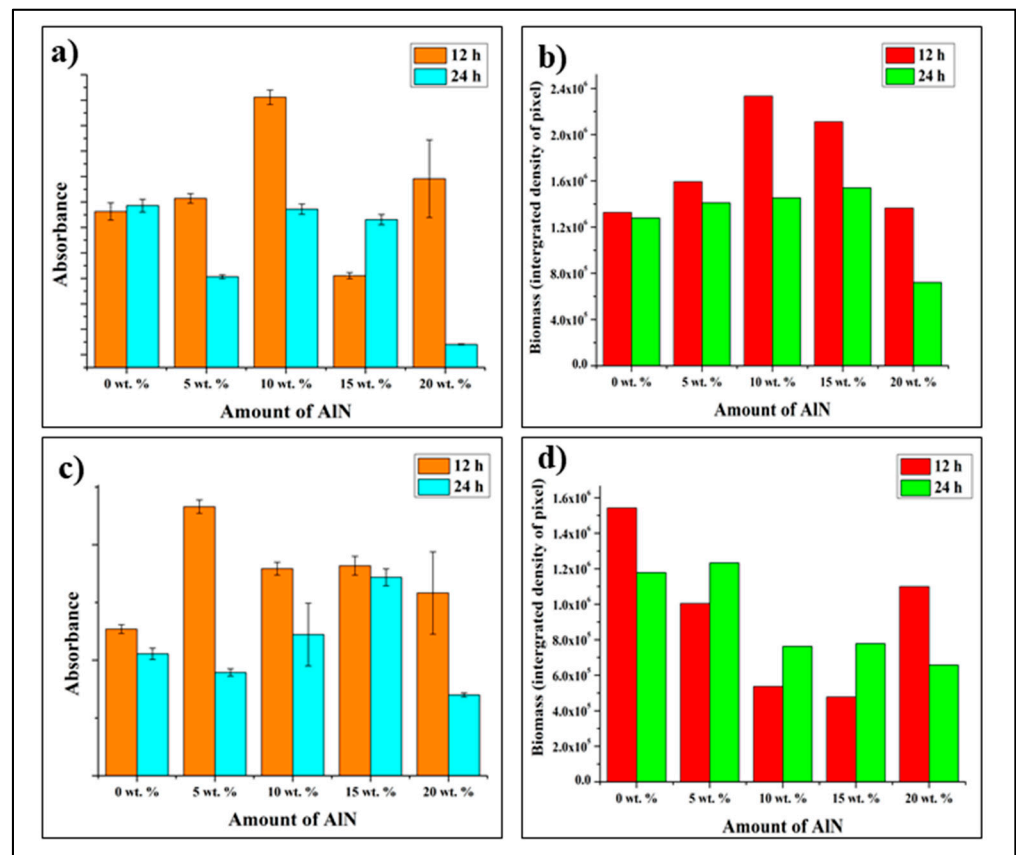 a)
12 h
24 h
Absorbance
0 wt. % 5 wt. % 10 wt. % 15 wt. % 20 wt. %
Amount of AlN
b)
12 h
24 h
Biomass (intergrated density of pixel)
2.4x10⁶
2.0x10⁶
1.6x10⁶
1.2x10⁶
8.0x10⁵
4.0x10⁵
0.0
0 wt. % 5 wt. % 10 wt. % 15 wt. % 20 wt. %
Amount of AlN
c)
12 h
24 h
Absorbance
0 wt. % 5 wt. % 10 wt. % 15 wt. % 20 wt. %
Amount of AlN
d)
12 h
24 h
Biomass (intergrated density of pixel)
1.6x10⁶
1.4x10⁶
1.2x10⁶
1.0x10⁶
8.0x10⁵
6.0x10⁵
4.0x10⁵
2.0x10⁵
0.0
0 wt. % 5 wt. % 10 wt. % 15 wt. % 20 wt. %
Amount of AlN